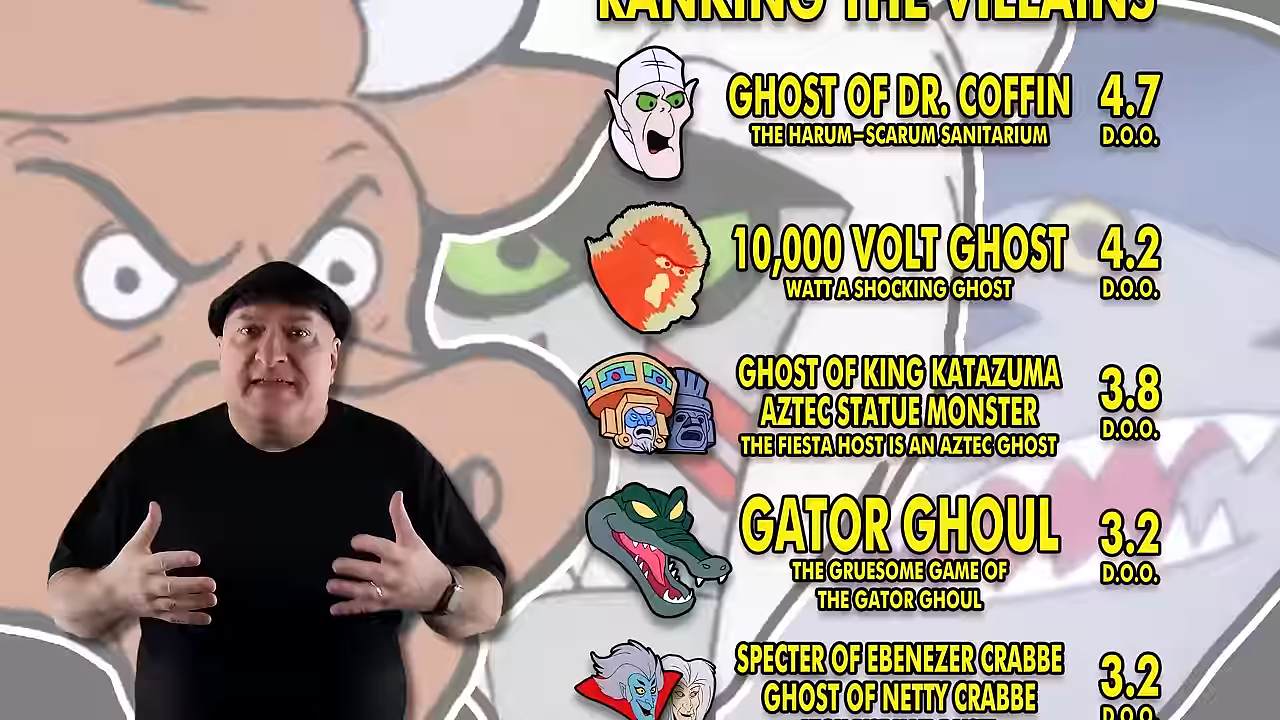 RANKING THE VILLAINS
GHOST OF DR. COFFIN
THE HARUM-SCARUM SANITARIUM
4.7
D.O.O.
10,000 VOLT GHOST
WATT A SHOCKING GHOST
4.2
D.O.O.
GHOST OF KING KATAZUMA
AZTEC STATUE MONSTER
THE FIESTA HOST IS AN AZTEC GHOST
3.8
D.O.O.
GATOR GHOUL
THE GRUESOME GAME OF
THE GATOR GHOUL
3.2
D.O.O.
SPECTER OF EBENEZER CRABBE
GHOST OF NETTY CRABBE
3.2
D.O.O.